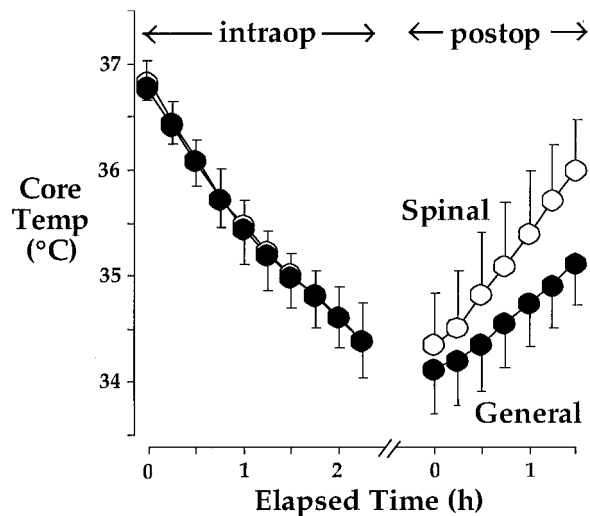 ← intraop → ← postop →
37
36
35
34
Core
Temp
(°C)
Spinal
General
0 1 2 0 1
Elapsed Time (h)